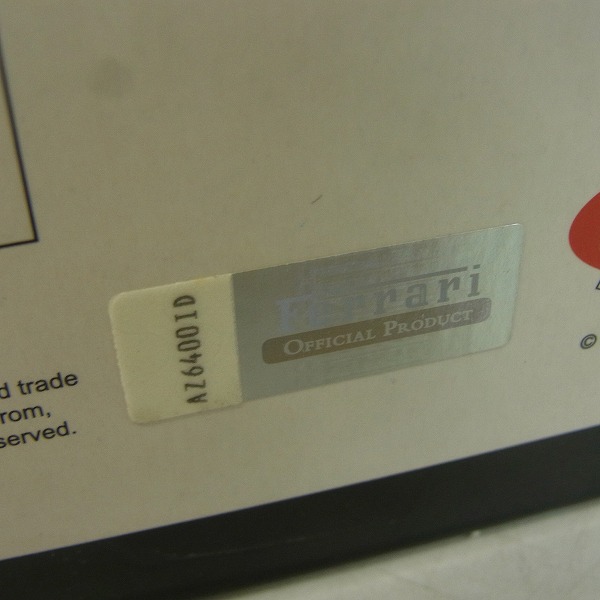 Ferrari
OFFICIAL PRODUCT
AZ64001D
d trade
rom,
served.
©